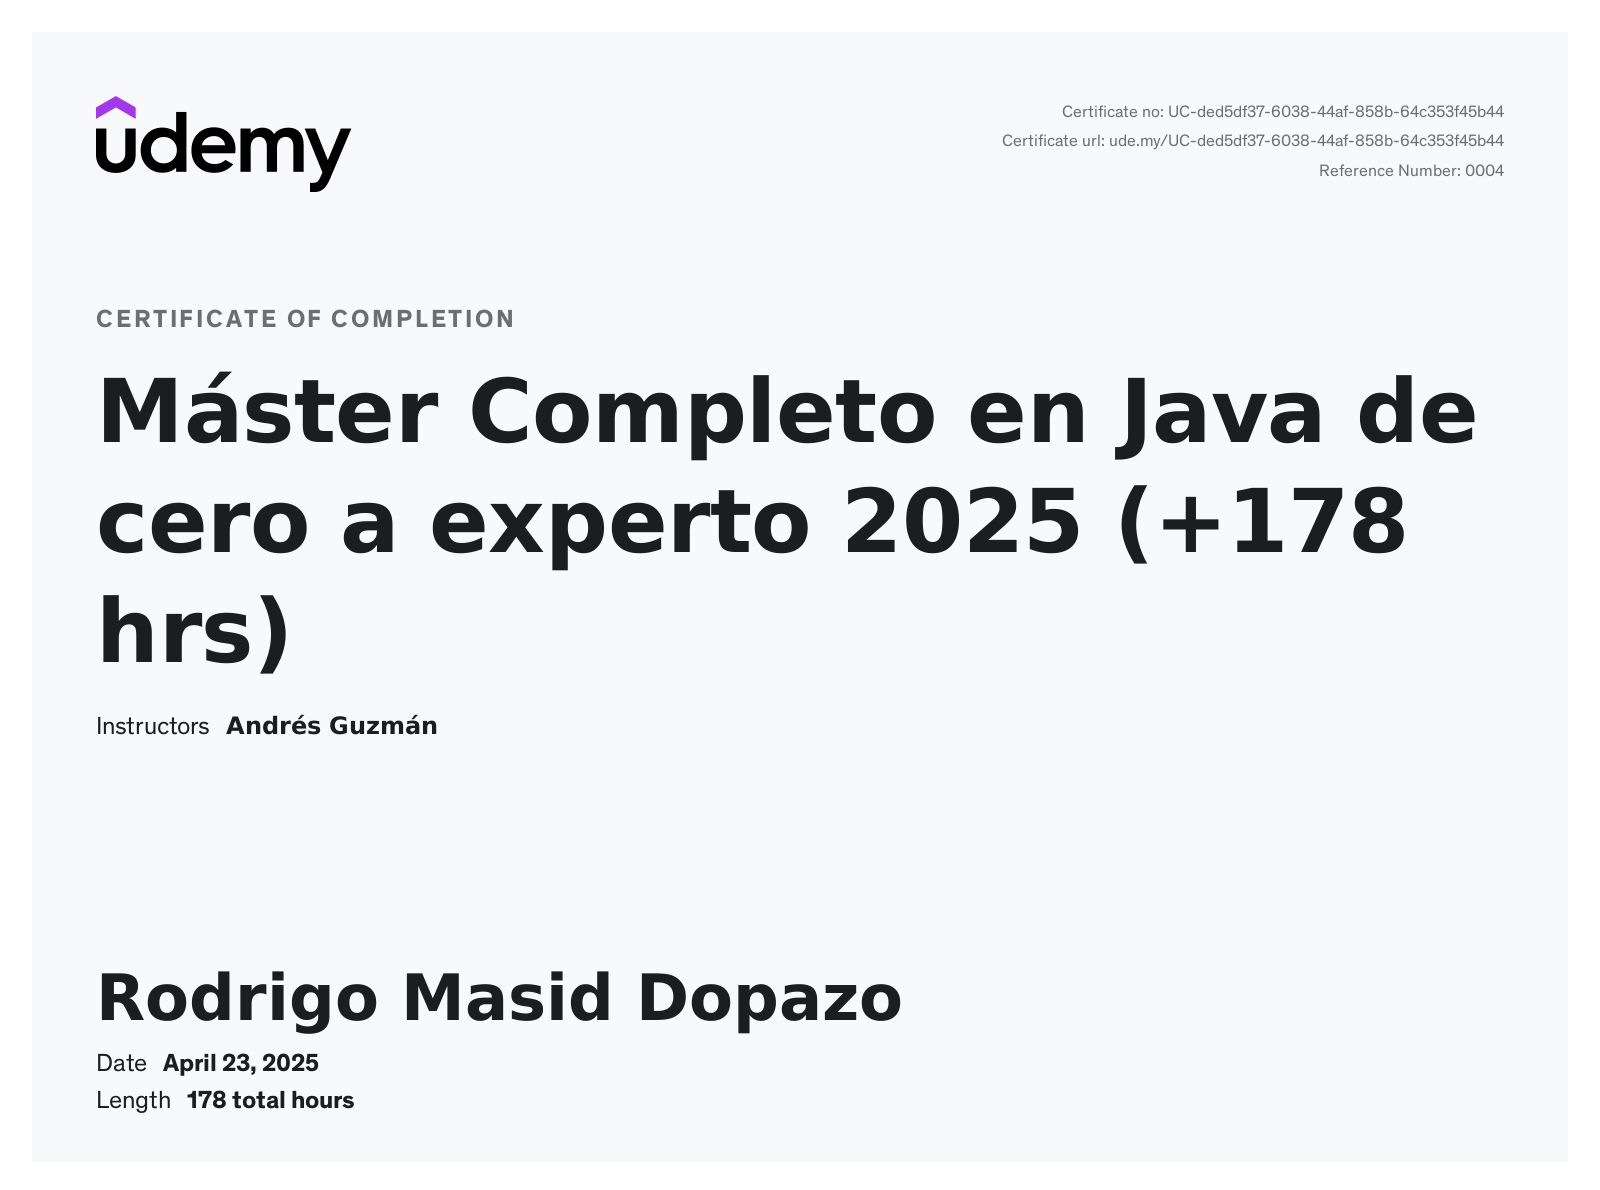 udemy
Certificate no: UC-ded5df37-6038-44af-858b-64c353f45b44
Certificate url: ude.my/UC-ded5df37-6038-44af-858b-64c353f45b44
Reference Number: 0004
CERTIFICATE OF COMPLETION
Máster Completo en Java de
cero a experto 2025 (+178
hrs)
Instructors Andrés Guzmán
Rodrigo Masid Dopazo
Date April 23, 2025
Length 178 total hours